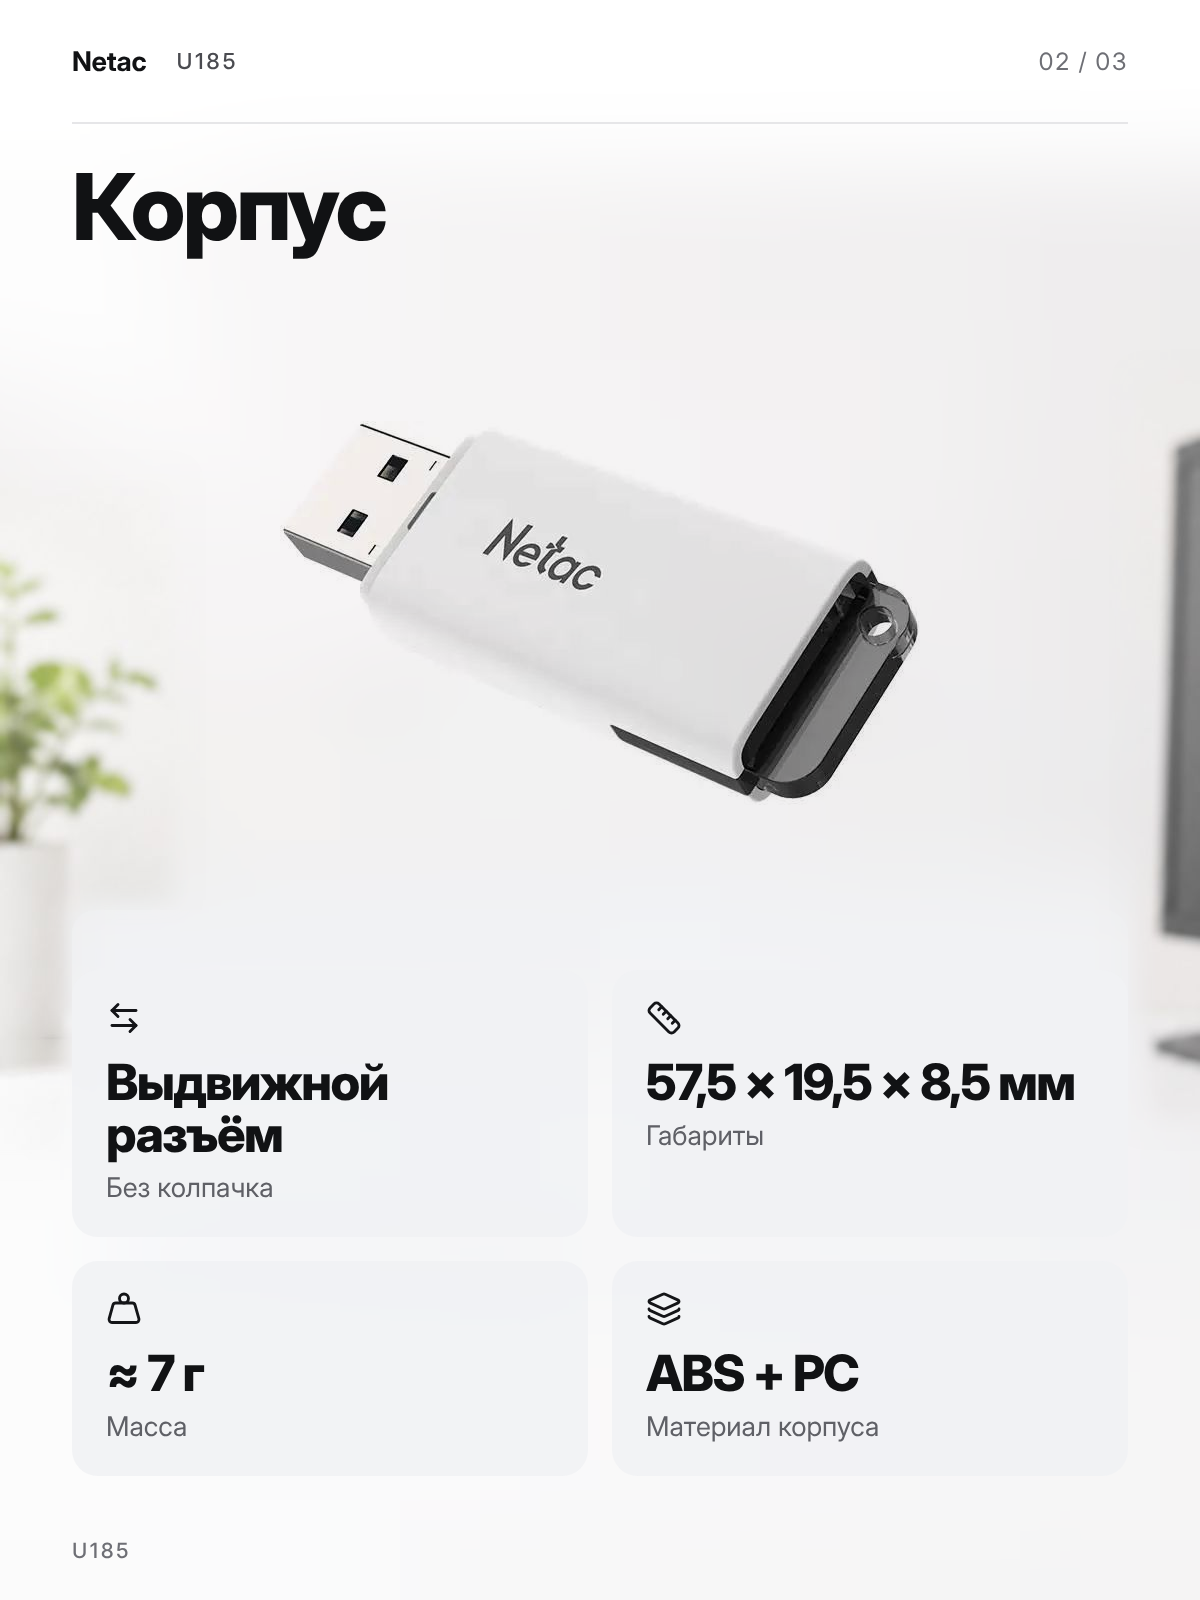 Netac U185 02 / 03
Корпус
Netac
Выдвижной
разъём
Без колпачка
57,5 × 19,5 × 8,5 мм
Габариты
≈ 7 г
Масса
ABS + PC
Материал корпуса
U185